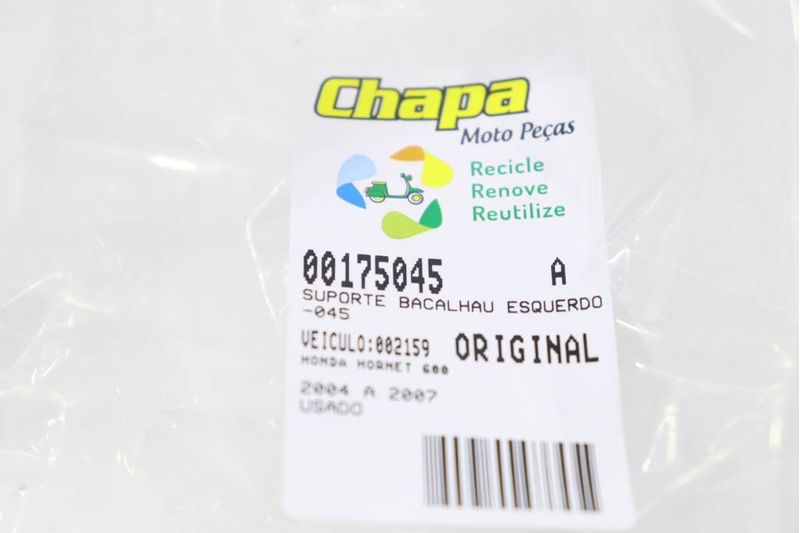 Chapa
Moto Peças
Recicle
Renove
Reutilize
00175045 A
SUPORTE BACALHAU ESQUERDO
-045
VEICULO:002159 ORIGINAL
HONDA HORNET 600
2004 A 2007
USADO